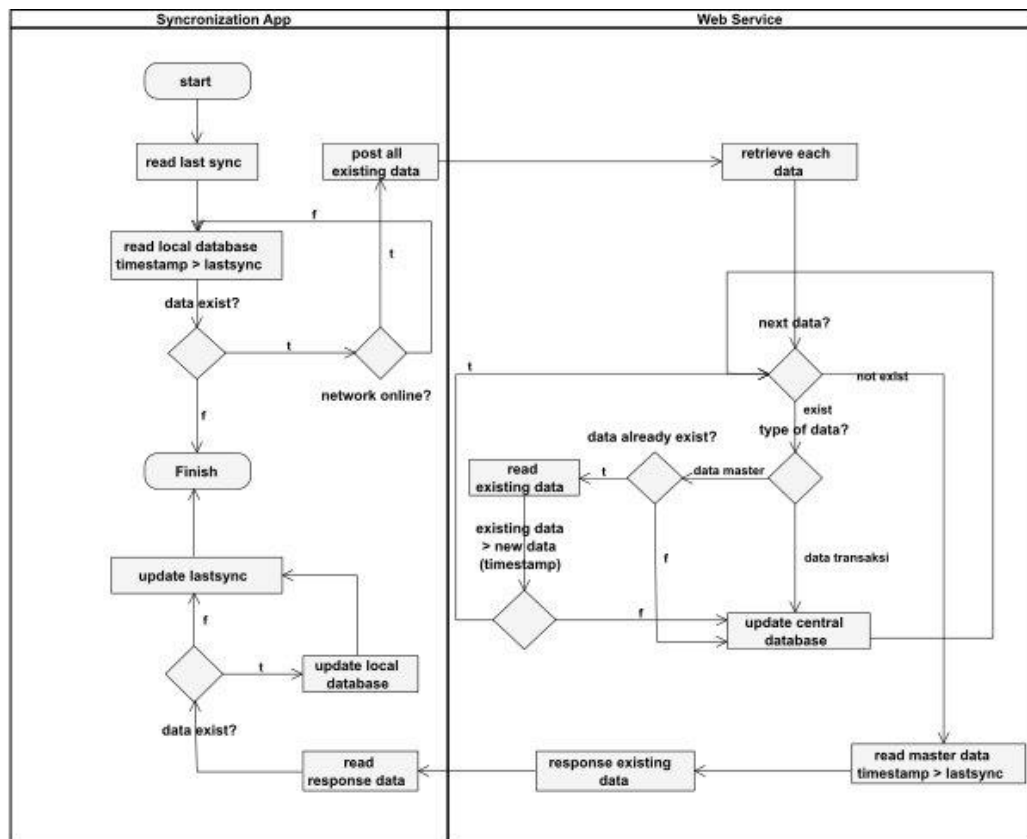 Syncronization App
Web Service
start
read last sync
post all
existing data
retrieve each
data
f
read local database
timestamp > lastsync
t
data exist?
next data?
t
network online?
t
not exist
exist
f
type of data?
data already exist?
Finish
read
existing data
t
data master
existing data
> new data
(timestamp)
f
data transaksi
update lastsync
f
f
update central
database
t
update local
database
data exist?
read
response data
response existing
data
read master data
timestamp > lastsync